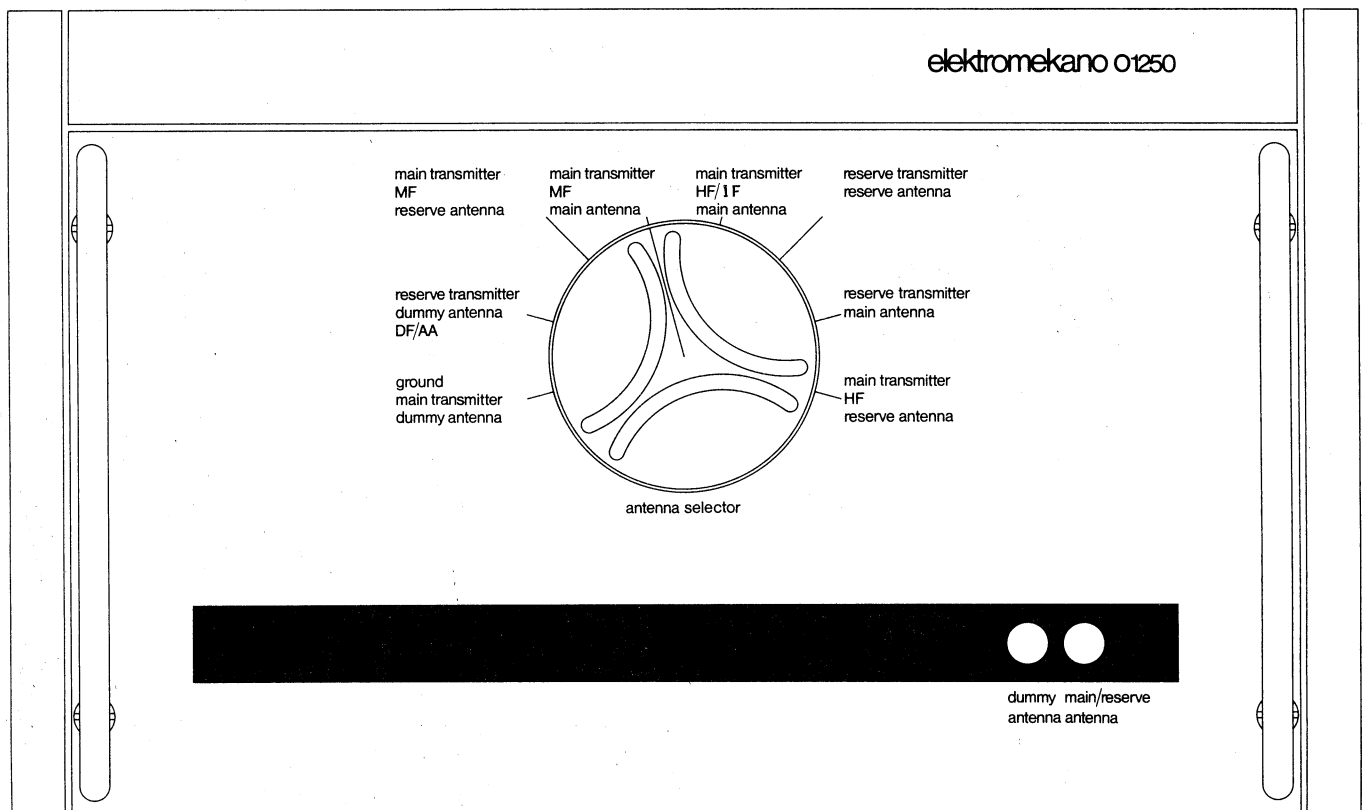 elektromekano 01250
main transmitter
MF
reserve antenna
main transmitter
MF
main antenna
main transmitter
HF/IF
main antenna
reserve transmitter
reserve antenna
reserve transmitter
dummy antenna
DF/AA
reserve transmitter
main antenna
ground
main transmitter
dummy antenna
main transmitter
HF
reserve antenna
antenna selector
dummy
antenna
main/reserve
antenna